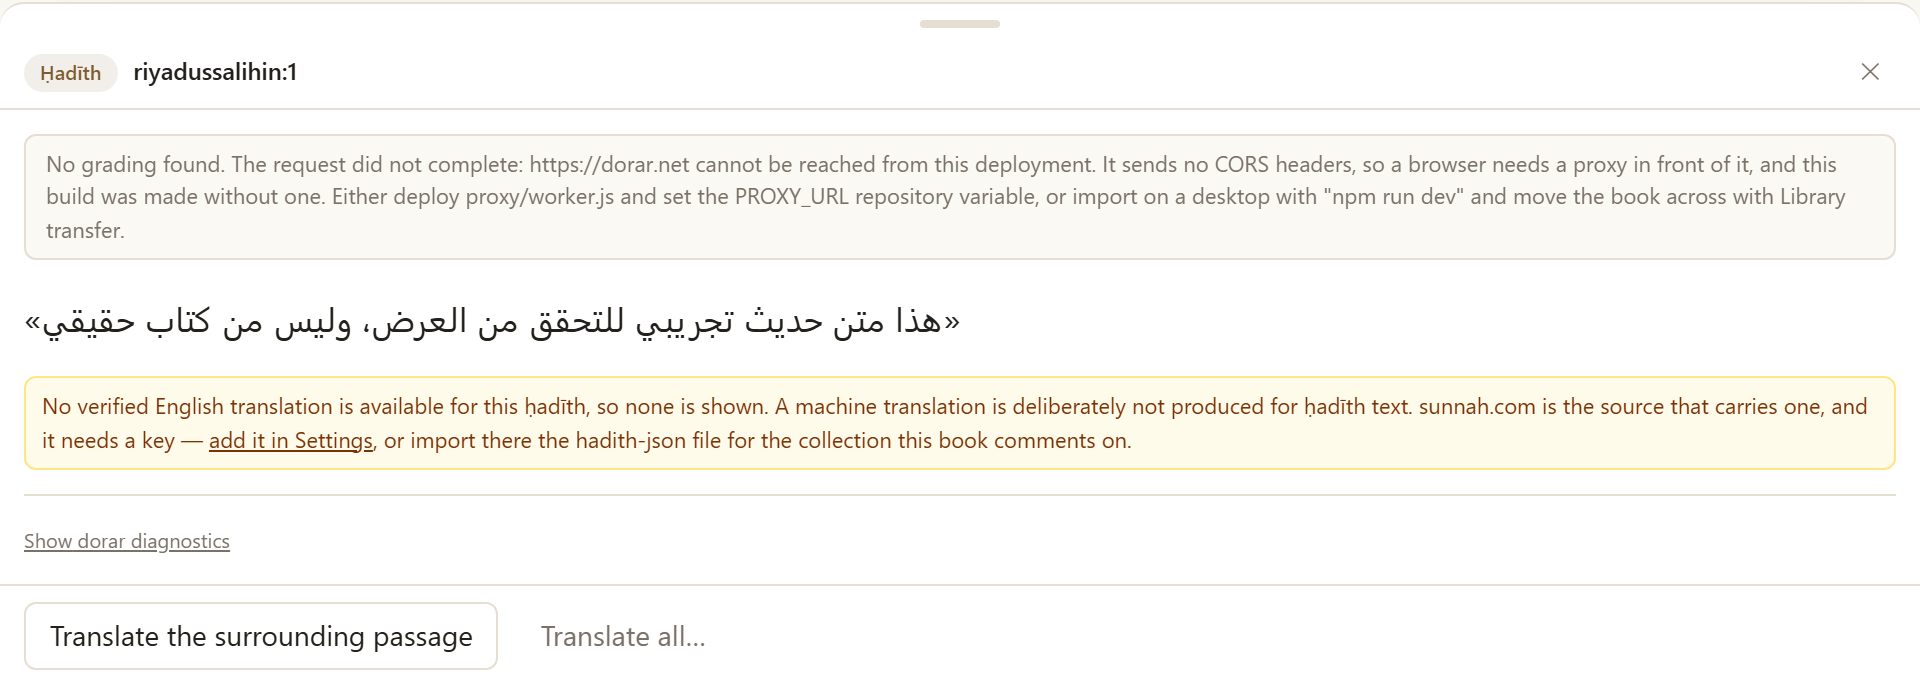 Ḥadīth riyadussalihin:1
No grading found. The request did not complete: https://dorar.net cannot be reached from this deployment. It sends no CORS headers, so a browser needs a proxy in front of it, and this
build was made without one. Either deploy proxy/worker.js and set the PROXY_URL repository variable, or import on a desktop with "npm run dev" and move the book across with Library
transfer.
«هذا متن حديث تجريبي للتحقق من العرض، وليس من كتاب حقيقي»
No verified English translation is available for this ḥadīth, so none is shown. A machine translation is deliberately not produced for ḥadīth text. sunnah.com is the source that carries one, and
it needs a key — add it in Settings, or import there the hadith-json file for the collection this book comments on.
Show dorar diagnostics
Translate the surrounding passage Translate all...